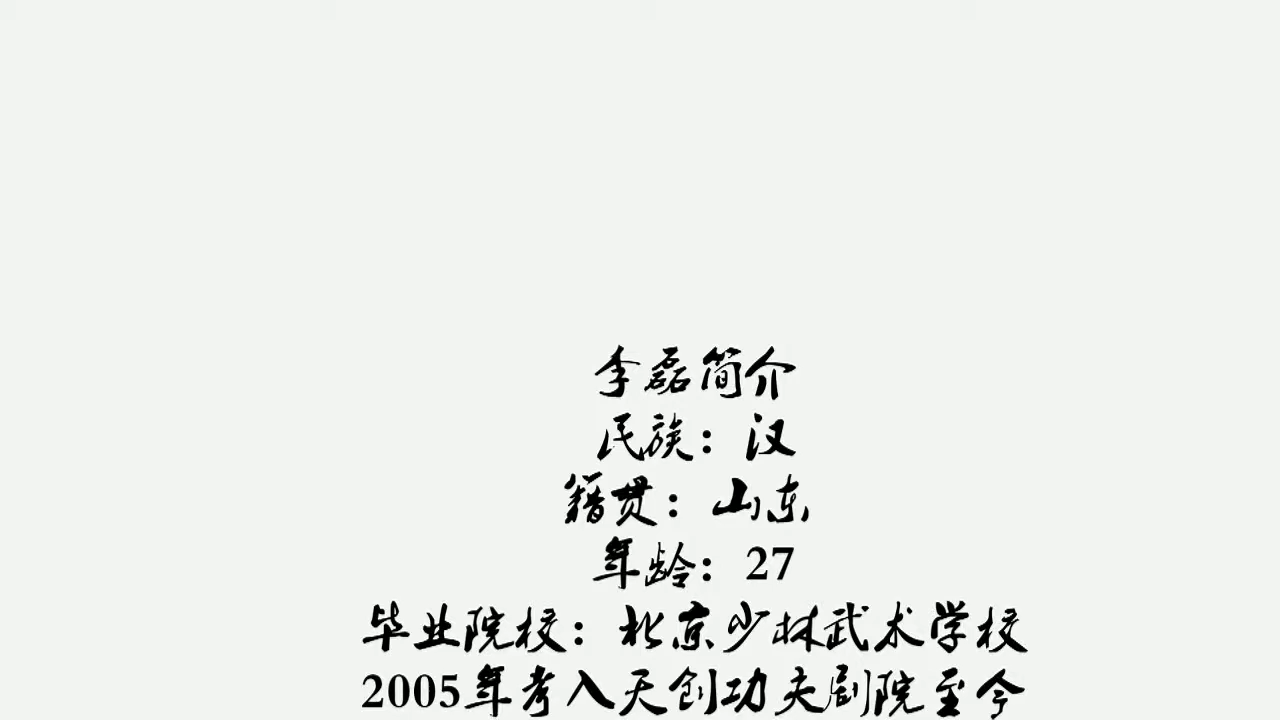 李磊简介
民族：汉
籍贯：山东
年龄：27
毕业院校：北京少林武术学校
2005年考入天创功夫剧院至今